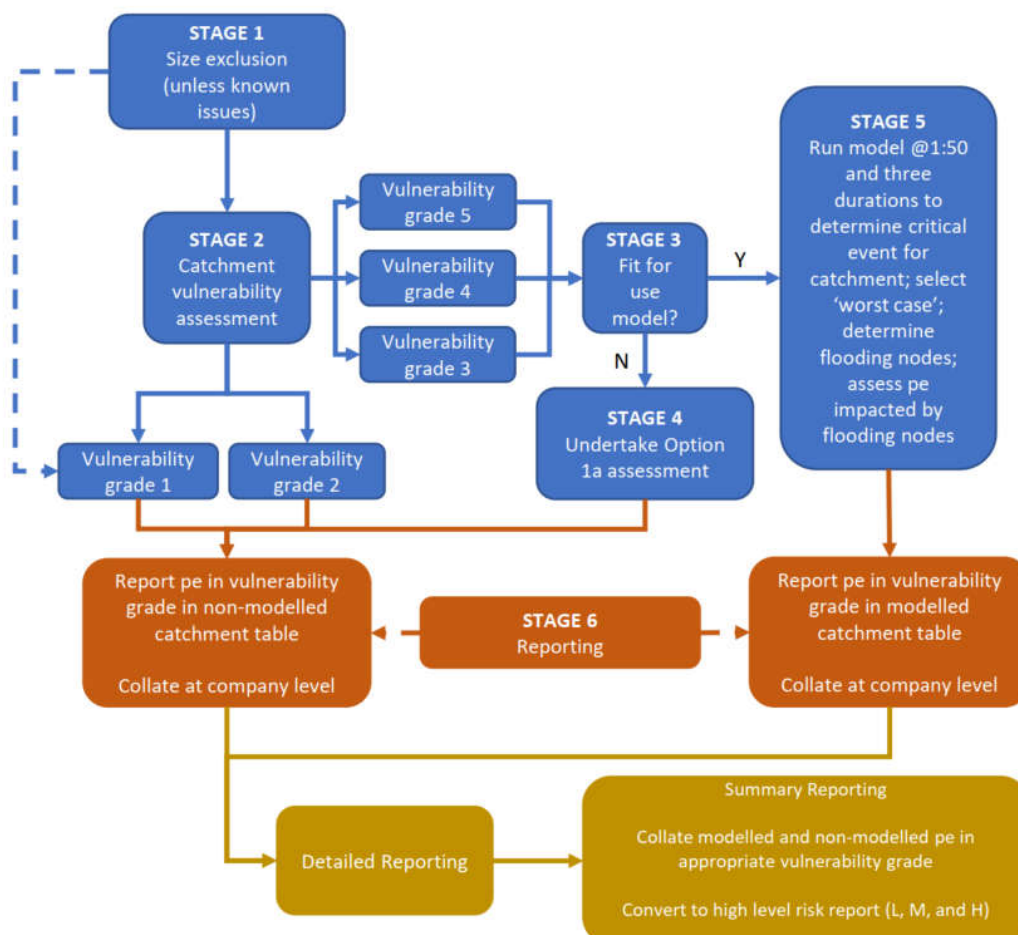 STAGE 1
Size exclusion
(unless known
issues)
STAGE 2
Catchment
vulnerability
assessment
Vulnerability
grade 5
Vulnerability
grade 4
Vulnerability
grade 3
STAGE 3
Fit for
use
model?
Y
N
STAGE 5
Run model @1:50
and three
durations to
determine critical
event for
catchment; select
‘worst case’;
determine
flooding nodes;
assess pe
impacted by
flooding nodes
Vulnerability
grade 1
Vulnerability
grade 2
STAGE 4
Undertake Option
1a assessment
Report pe in vulnerability
grade in non-modelled
catchment table
Collate at company level
STAGE 6
Reporting
Report pe in vulnerability
grade in modelled
catchment table
Collate at company level
Detailed Reporting
Summary Reporting
Collate modelled and non-modelled pe in
appropriate vulnerability grade
Convert to high level risk report (L, M, and H)